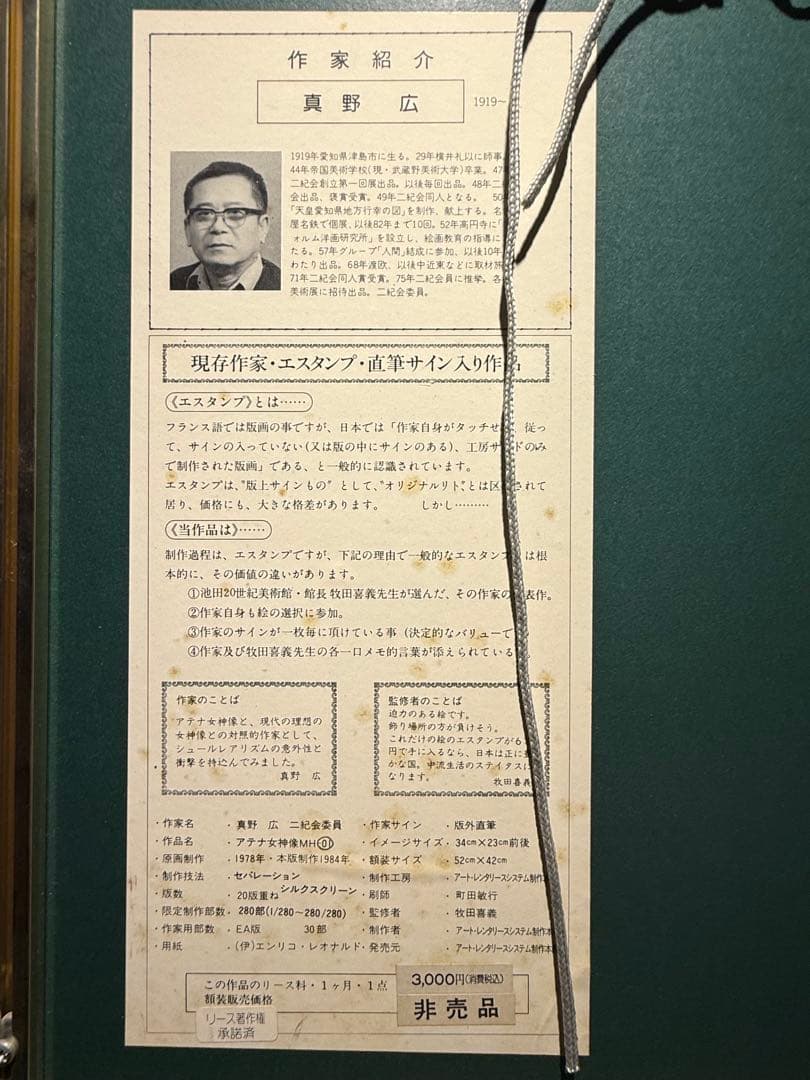 作家紹介
真野 広
1919〜
1919年愛知県津島市に生る。29年横井礼以に師事
44年帝国美術学校(現・武蔵野美術大学)卒業。47
二紀会創立第一回展出品。以後毎回出品。48年二
会出品、褒賞受賞。49年二紀会同人となる。 50
「天皇愛知県地方行幸の図」を制作、献上する。名
屋名鉄で個展、以後82年まで10回。52年高円寺に「
ォルム洋画研究所」を設立し、絵画教育の指導に
たる。57年グループ「人間」結成に参加、以後10年
わたり出品。68年渡欧、以後中近東などに取材旅
71年二紀会同人賞受賞。75年二紀会員に推挙。各
美術展に招待出品。二紀会委員。
現存作家・エスタンプ・直筆サイン入り作品
《エスタンプ》とは……
フランス語では版画の事ですが、日本では「作家自身がタッチせ 従っ
て、サインの入っていない(又は版の中にサインのある)、工房サ ドのみ
で制作された版画」である、と一般的に認識されています。
エスタンプは、"版上サインもの"として、"オリジナルリト"とは区 されて
居り、価格にも、大きな格差があります。 しかし………
《当作品は》……
制作過程は、エスタンプですが、下記の理由で一般的なエスタンプ は根
本的に、その価値の違いがあります。
①池田20世紀美術館・館長 牧田喜義先生が選んだ、その作家の 表作。
②作家自身も絵の選択に参加。
③作家のサインが一枚毎に頂けている事(決定的なバリューで
④作家及び牧田喜義先生の各一口メモ的言葉が添えられている
作家のことば
アテナ女神像と、現代の理想の
女神像との対照的作家として、
シュールレアリズムの意外性と
衝撃を持込んでみました。
真野 広
監修者のことば
迫力のある絵です。
飾り場所の方が負けそう。
これだけの絵のエスタンプが6
円で手に入るなら、日本は正に
かな国。中流生活のステイタスに
なります。
牧田喜義
・作家名 ・真野 広 二紀会委員 ・作家サイン ・版外直筆
・作品名 ・アテナ女神像MH-01 ・イメージサイズ ・34cm×23cm前後
・原画制作 ・1978年・本版制作1984年 ・額装サイズ ・52cm×42cm
・制作技法 ・セパレーション ・制作工房 ・アート・レンタリースシステム制作本
・版数 ・20版重ねシルクスクリーン ・刷師 ・町田敏行
・限定制作部数 ・280部(1/280〜280/280) ・監修者 ・牧田喜義
・作家用部数 ・EA版 30部 ・制作者 ・アート・レンタリースシステム制作本
・用紙 ・(伊)エンリコ・レオナルド ・発売元 ・アート・レンタリースシステム制作本
この作品のリース料・1ヶ月・1点 3,000円(消費税込)
額装販売価格 非売品
リース著作権
承諾済